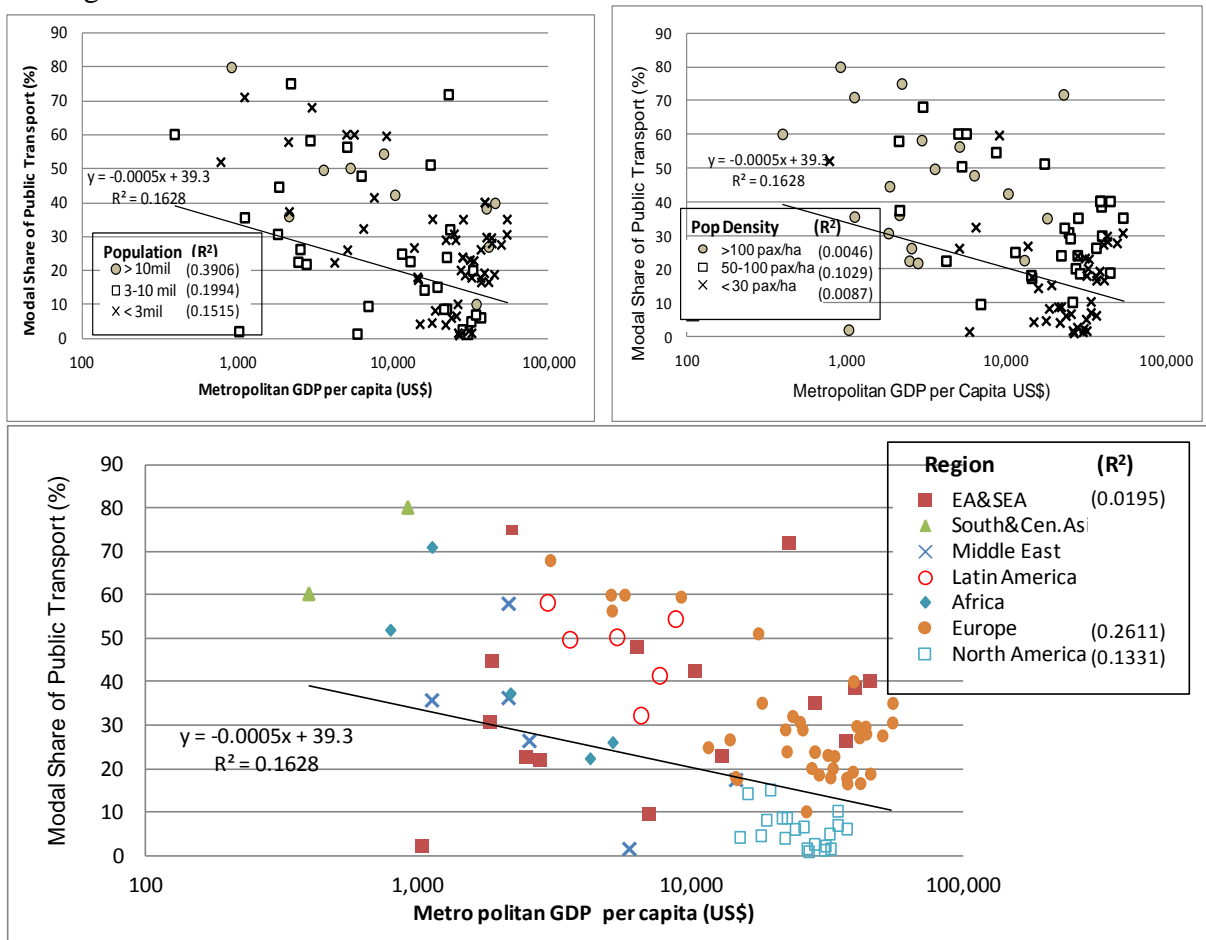 Modal Share of Public Transport (%)
90
80
70
60
50
40
30
20
10
0
y = -0.0005x + 39.3
R² = 0.1628
Population (R²)
> 10mil (0.3906)
3-10 mil (0.1994)
< 3mil (0.1515)
100 1,000 10,000 100,000
Metropolitan GDP per capita (US$)
Modal Share of Public Transport (%)
90
80
70
60
50
40
30
20
10
0
y = -0.0005x + 39.3
R² = 0.1628
Pop Density (R²)
>100 pax/ha (0.0046)
50-100 pax/ha (0.1029)
<30 pax/ha (0.0087)
100 1,000 10,000 100,000
Metropolitan GDP per Capita US$)
Modal Share of Public Transport (%)
90
80
70
60
50
40
30
20
10
0
y = -0.0005x + 39.3
R² = 0.1628
Region (R²)
EA&SEA (0.0195)
South&Cen.Asi
Middle East
Latin America
Africa
Europe (0.2611)
North America (0.1331)
100 1,000 10,000 100,000
Metro politan GDP per capita (US$)